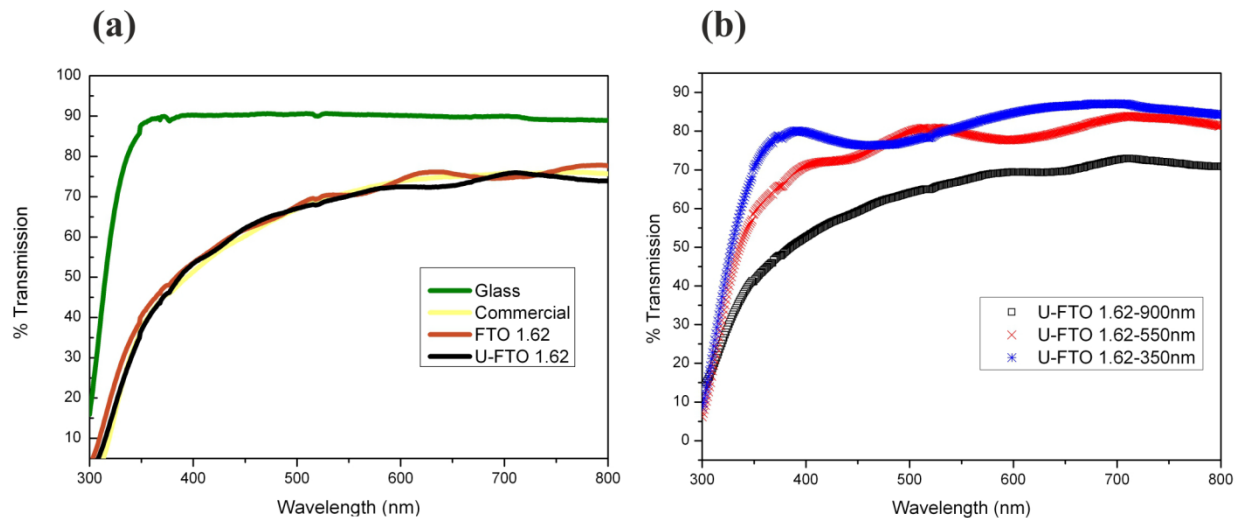 (a)
100
90
80
70
60
50
40
30
20
10
% Transmission
300
400
500
600
700
800
Wavelength (nm)
Glass
Commercial
FTO 1.62
U-FTO 1.62
(b)
90
80
70
60
50
40
30
20
10
0
% Transmission
300
400
500
600
700
800
Wavelength (nm)
U-FTO 1.62-900nm
U-FTO 1.62-550nm
U-FTO 1.62-350nm